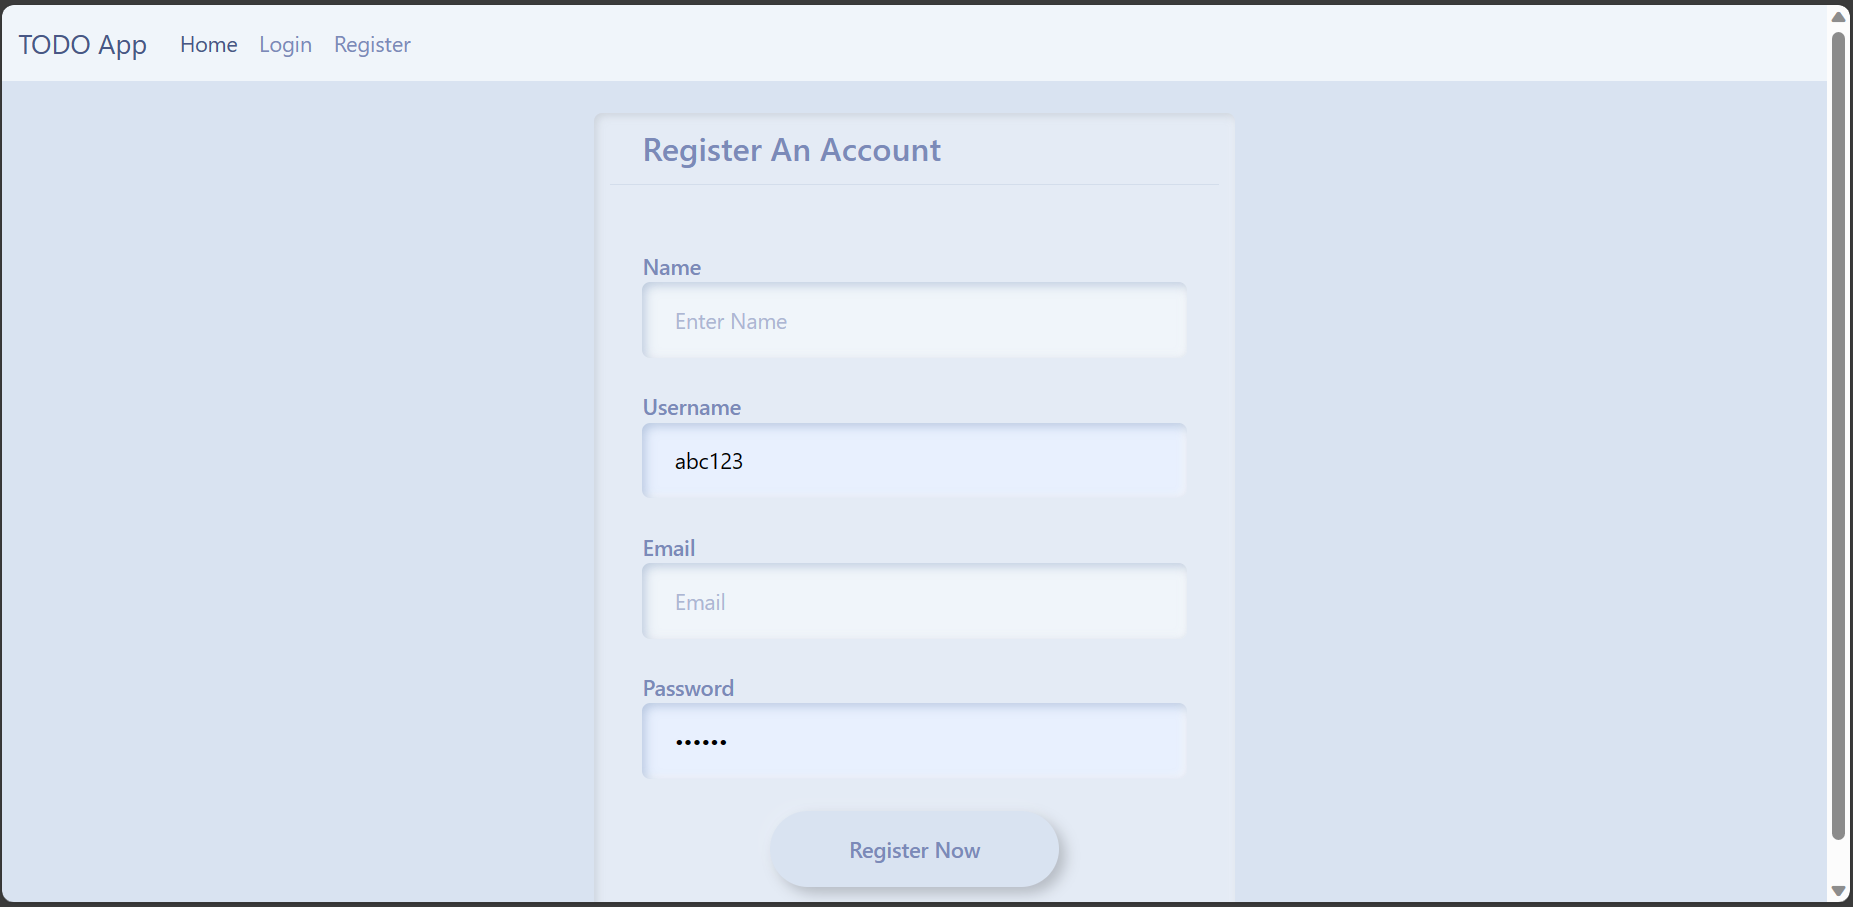 TODO App Home Login Register
Register An Account
Name
Enter Name
Username
abc123
Email
Email
Password
••••••
Register Now